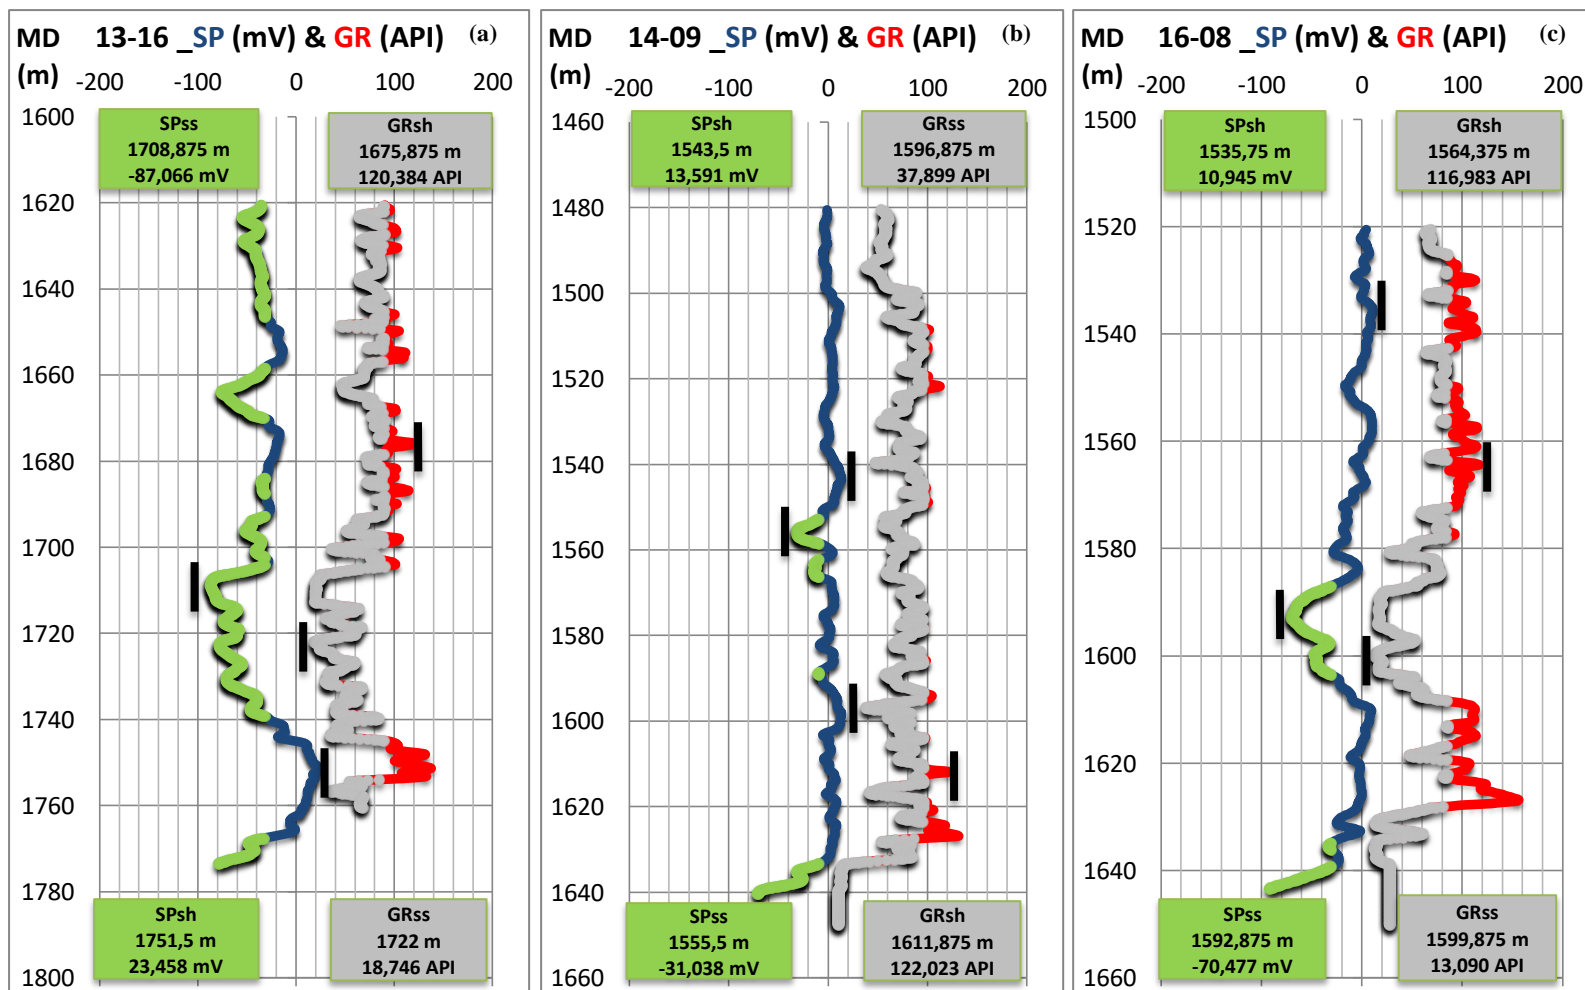 MD 13-16 _SP (mV) & GR (API) (a)
(m)
-200 -100 0 100 200
1600
1620
1640
1660
1680
1700
1720
1740
1760
1780
1800
SPss
1708,875 m
-87,066 mV
GRsh
1675,875 m
120,384 API
SPsh
1751,5 m
23,458 mV
GRss
1722 m
18,746 API
MD 14-09 _SP (mV) & GR (API) (b)
(m)
-200 -100 0 100 200
1460
1480
1500
1520
1540
1560
1580
1600
1620
1640
1660
SPsh
1543,5 m
13,591 mV
GRss
1596,875 m
37,899 API
SPss
1555,5 m
-31,038 mV
GRsh
1611,875 m
122,023 API
MD 16-08 _SP (mV) & GR (API) (c)
(m)
-200 -100 0 100 200
1500
1520
1540
1560
1580
1600
1620
1640
1660
SPsh
1535,75 m
10,945 mV
GRsh
1564,375 m
116,983 API
SPss
1592,875 m
-70,477 mV
GRss
1599,875 m
13,090 API